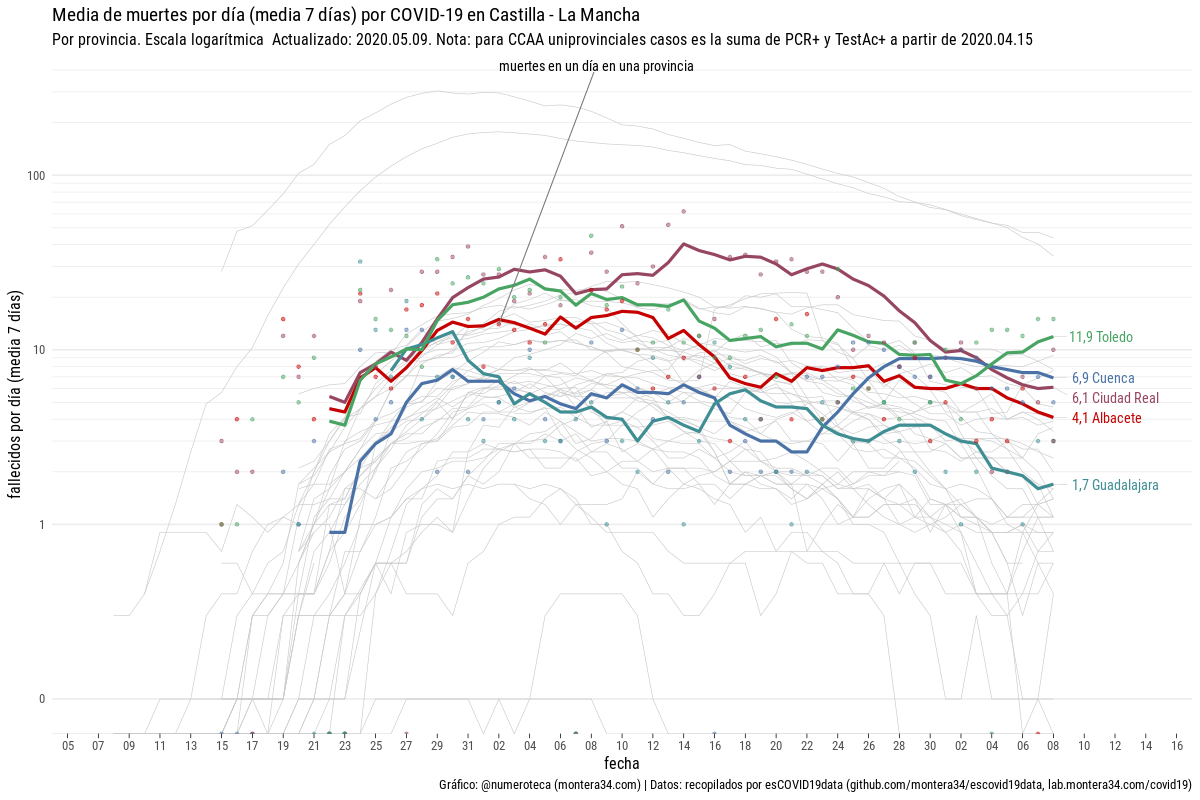 Media de muertes por día (media 7 días) por COVID-19 en Castilla - La Mancha
Por provincia. Escala logarítmica  Actualizado: 2020.05.09. Nota: para CCAA uniprovinciales casos es la suma de PCR+ y TestAc+ a partir de 2020.04.15
muertes en un día en una provincia
fallecidos por día (media  7 días)
100
10
1
0
11,9 Toledo
6,9 Cuenca
6,1 Ciudad Real
4,1 Albacete
1,7 Guadalajara
05 07 09 11 13 15 17 19 21 23 25 27 29 31 02 04 06 08 10 12 14 16 18 20 22 24 26 28 30 02 04 06 08 10 12 14 16
fecha
Gráfico: @numeroteca (montera34.com) | Datos: recopilados por esCOVID19data (github.com/montera34/escovid19data, lab.montera34.com/covid19)